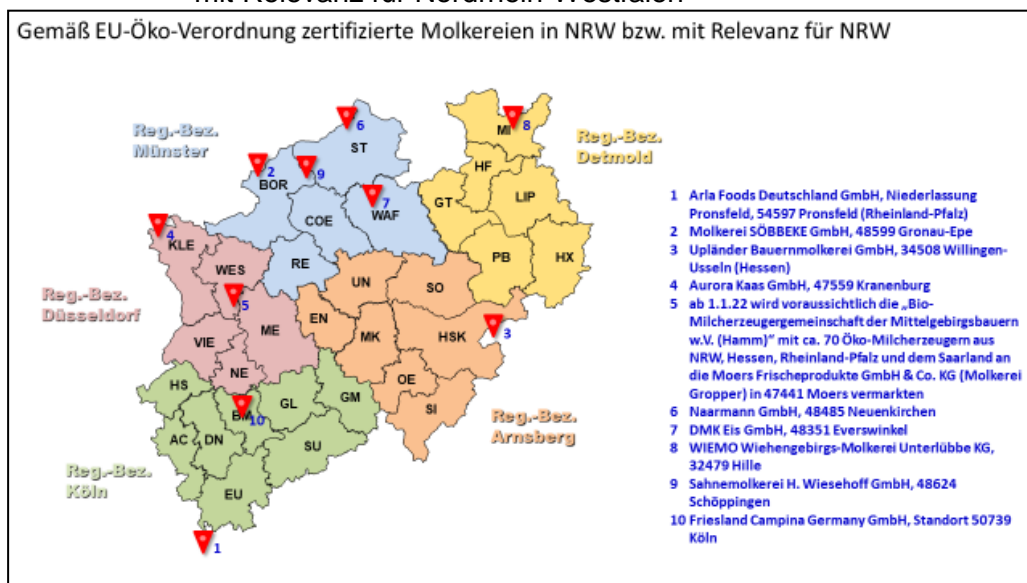 mit Relevanz für Nordrhein-Westfalen
Gemäß EU-Öko-Verordnung zertifizierte Molkereien in NRW bzw. mit Relevanz für NRW
Reg.-Bez.
Münster
Reg.-Bez.
Detmold
Reg.-Bez.
Düsseldorf
Reg.-Bez.
Arnsberg
Reg.-Bez.
Köln
6
ST
MI
8
2
BOR
9
HF
7
WAF
GT
LIP
COE
4
KLE
RE
PB
HX
WES
UN
SO
5
ME
EN
MK
HSK
3
VIE
NE
HS
GL
GM
OE
10
SI
AC
DN
SU
EU
1
1 Arla Foods Deutschland GmbH, Niederlassung
Pronsfeld, 54597 Pronsfeld (Rheinland-Pfalz)
2 Molkerei SÖBBEKE GmbH, 48599 Gronau-Epe
3 Upländer Bauernmolkerei GmbH, 34508 Willingen-
Usseln (Hessen)
4 Aurora Kaas GmbH, 47559 Kranenburg
5 ab 1.1.22 wird voraussichtlich die „Bio-
Milcherzeugergemeinschaft der Mittelgebirgsbauern
w.V. (Hamm)" mit ca. 70 Öko-Milcherzeugern aus
NRW, Hessen, Rheinland-Pfalz und dem Saarland an
die Moers Frischeprodukte GmbH & Co. KG (Molkerei
Gropper) in 47441 Moers vermarkten
6 Naarmann GmbH, 48485 Neuenkirchen
7 DMK Eis GmbH, 48351 Everswinkel
8 WIEMO Wiehengebirgs-Molkerei Unterlübbe KG,
32479 Hille
9 Sahnemolkerei H. Wiesehoff GmbH, 48624
Schöppingen
10 Friesland Campina Germany GmbH, Standort 50739
Köln